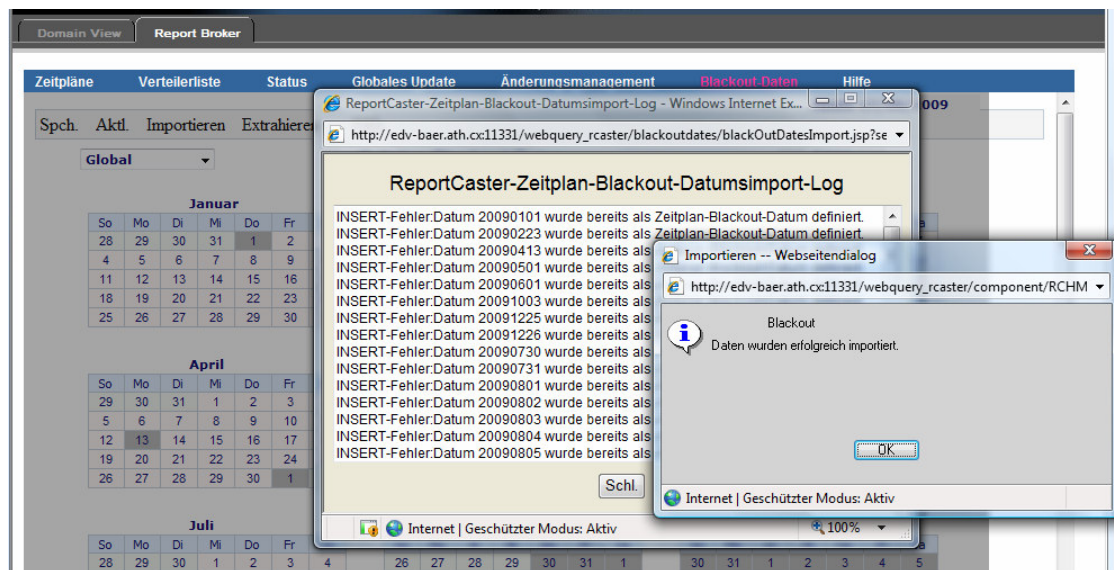 Domain View Report Broker
Zeitpläne Verteilerliste Status Globales Update Änderungsmanagement Blackout-Daten Hilfe
009
Spch. Aktl. Importieren Extrahieren
Global
Januar
So Mo Di Mi Do Fr
28 29 30 31 1 2
4 5 6 7 8 9
11 12 13 14 15 16
18 19 20 21 22 23
25 26 27 28 29 30
April
So Mo Di Mi Do Fr
29 30 31 1 2 3
5 6 7 8 9 10
12 13 14 15 16 17
19 20 21 22 23 24
26 27 28 29 30 1
Juli
So Mo Di Mi Do Fr
28 29 30 1 2 3 4 26 27 28 29 30 31 1 30 31 1 2 3 4 5
ReportCaster-Zeitplan-Blackout-Datumsimport-Log - Windows Internet Ex...
http://edv-baer.ath.cx:11331/webquery_rcaster/blackoutdates/blackOutDatesImport.jsp?se
ReportCaster-Zeitplan-Blackout-Datumsimport-Log
INSERT-Fehler:Datum 20090101 wurde bereits als Zeitplan-Blackout-Datum definiert.
INSERT-Fehler:Datum 20090223 wurde bereits als Zeitplan-Blackout-Datum definiert.
INSERT-Fehler:Datum 20090413 wurde bereits als
INSERT-Fehler:Datum 20090501 wurde bereits als
INSERT-Fehler:Datum 20090601 wurde bereits als
INSERT-Fehler:Datum 20091003 wurde bereits als
INSERT-Fehler:Datum 20091225 wurde bereits als
INSERT-Fehler:Datum 20091226 wurde bereits als
INSERT-Fehler:Datum 20090730 wurde bereits als
INSERT-Fehler:Datum 20090731 wurde bereits als
INSERT-Fehler:Datum 20090801 wurde bereits als
INSERT-Fehler:Datum 20090802 wurde bereits als
INSERT-Fehler:Datum 20090803 wurde bereits als
INSERT-Fehler:Datum 20090804 wurde bereits als
INSERT-Fehler:Datum 20090805 wurde bereits als
Schl.
Internet | Geschützter Modus: Aktiv 100%
Importieren -- Webseitendialog
http://edv-baer.ath.cx:11331/webquery_rcaster/component/RCHM
Blackout
Daten wurden erfolgreich importiert.
OK
Internet | Geschützter Modus: Aktiv